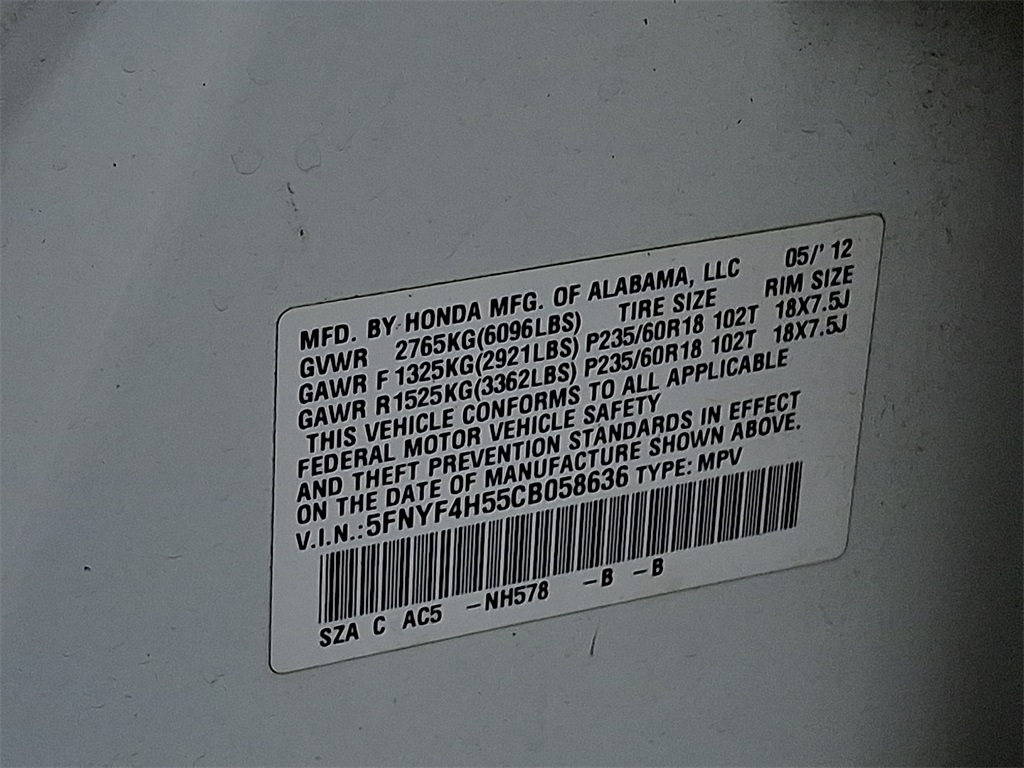 MFD. BY HONDA MFG. OF ALABAMA, LLC 05/'12
GVWR 2765KG(6096LBS) TIRE SIZE RIM SIZE
GAWR F 1325KG(2921LBS) P235/60R18 102T 18X7.5J
GAWR R1525KG(3362LBS) P235/60R18 102T 18X7.5J
THIS VEHICLE CONFORMS TO ALL APPLICABLE
FEDERAL MOTOR VEHICLE SAFETY
AND THEFT PREVENTION STANDARDS IN EFFECT
ON THE DATE OF MANUFACTURE SHOWN ABOVE.
V.I.N.:5FNYF4H55CB058636 TYPE: MPV
SZA C AC5 -NH578 -B -B